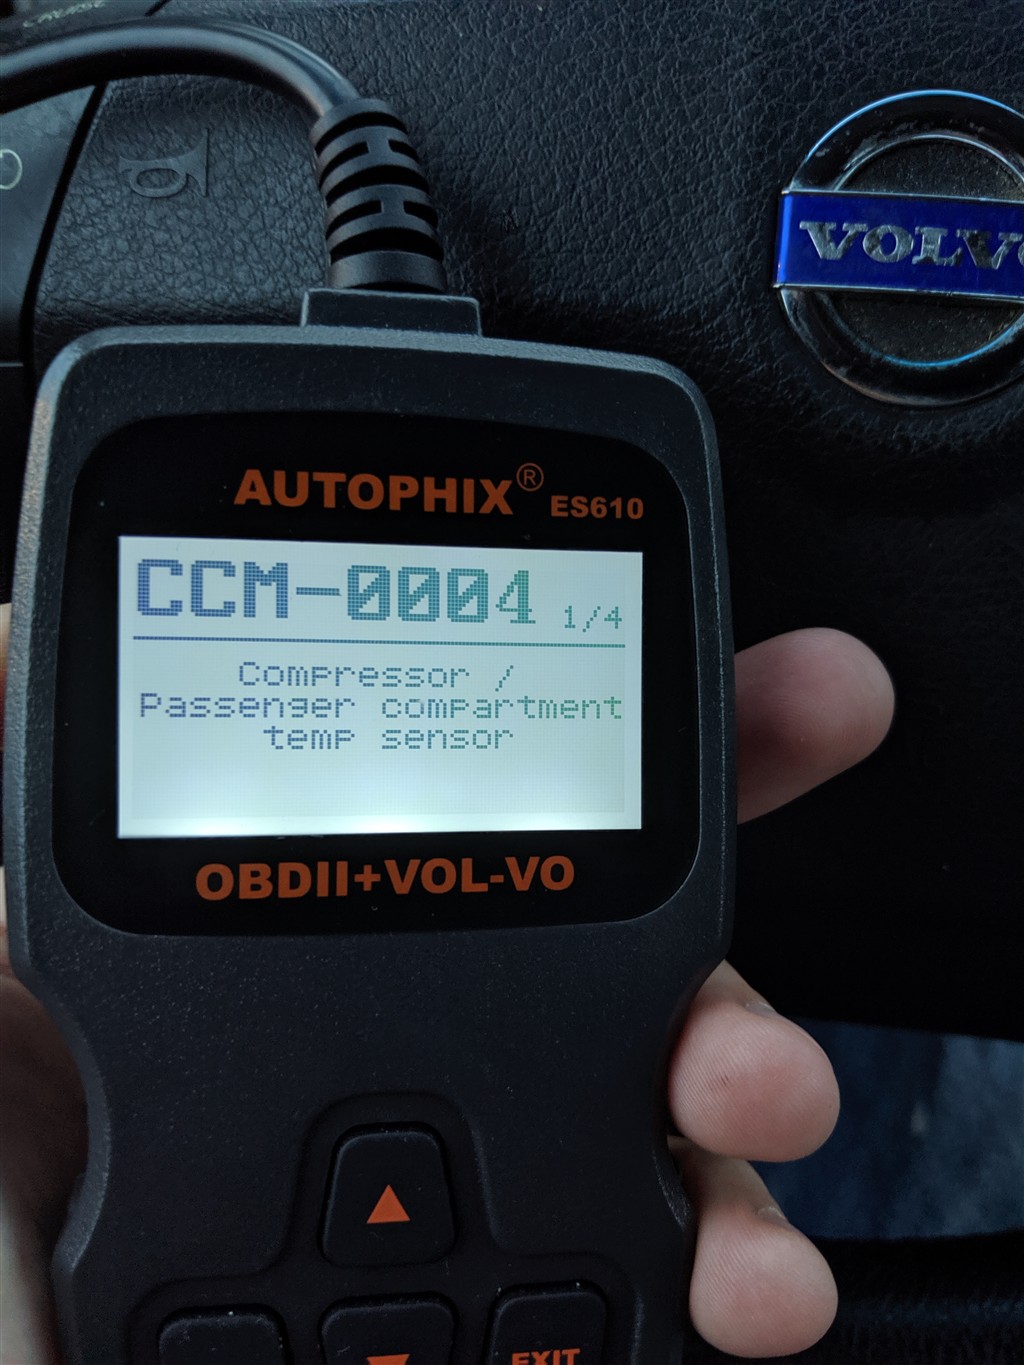 VOLVO
AUTOPHIX® ES610
CCM-0004 1/4
Compressor /
Passenger compartment
temp sensor
OBDII+VOL-VO
EXIT